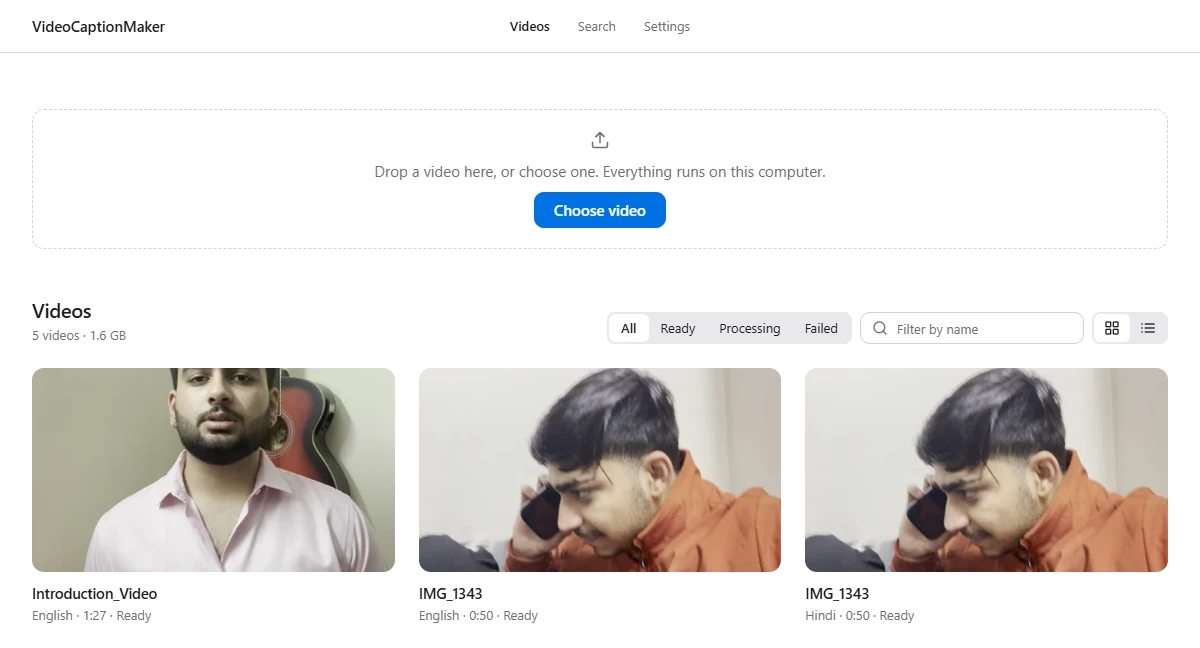 VideoCaptionMaker
Videos
Search
Settings
Drop a video here, or choose one. Everything runs on this computer.
Choose video
Videos
5 videos · 1.6 GB
All
Ready
Processing
Failed
Filter by name
Introduction_Video
English · 1:27 · Ready
IMG_1343
English · 0:50 · Ready
IMG_1343
Hindi · 0:50 · Ready